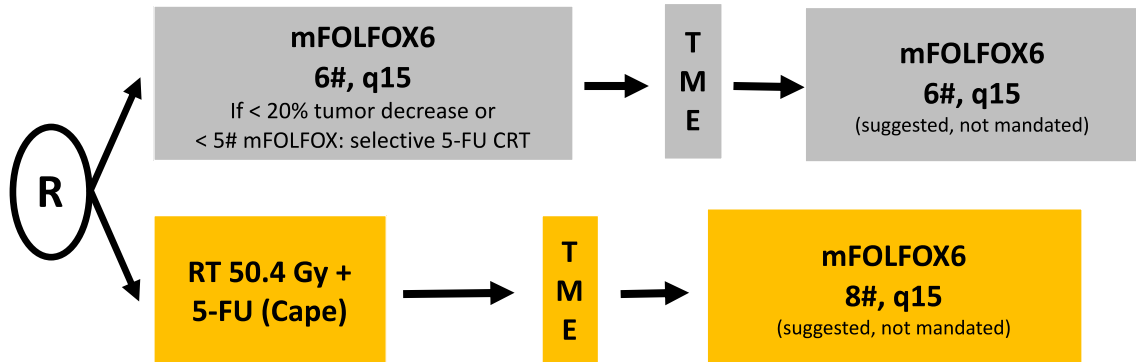 R
mFOLFOX6
6#, q15
If < 20% tumor decrease or
< 5# mFOLFOX: selective 5-FU CRT
T
M
E
mFOLFOX6
6#, q15
(suggested, not mandated)
RT 50.4 Gy +
5-FU (Cape)
T
M
E
mFOLFOX6
8#, q15
(suggested, not mandated)